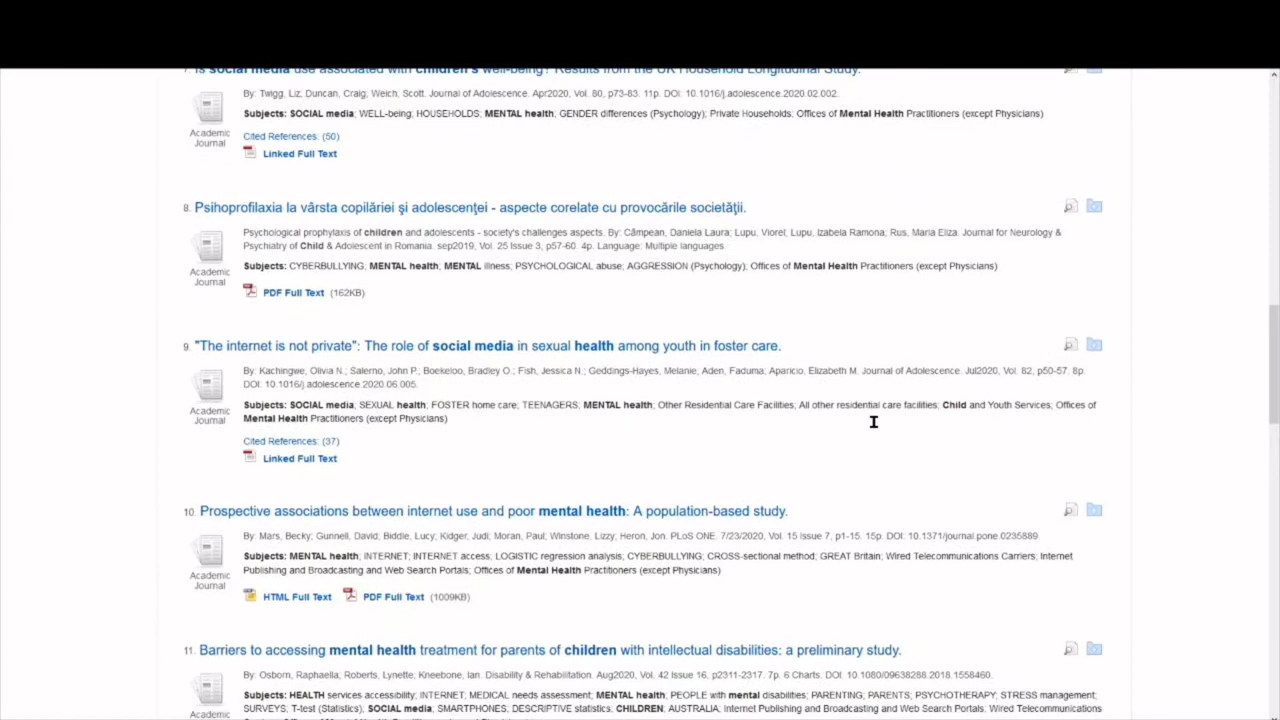 7. Is social media use associated with children's well-being? Results from the UK Household Longitudinal Study.
By: Twigg, Liz; Duncan, Craig; Weich, Scott. Journal of Adolescence. Apr2020, Vol. 80, p73-83. 11p. DOI: 10.1016/j.adolescence.2020.02.002.
Subjects: SOCIAL media; WELL-being; HOUSEHOLDS; MENTAL health; GENDER differences (Psychology); Private Households; Offices of Mental Health Practitioners (except Physicians)
Academic
Journal
Cited References: (50)
Linked Full Text
8. Psihoprofilaxia la vârsta copilăriei şi adolescenţei - aspecte corelate cu provocările societăţii.
Psychological prophylaxis of children and adolescents - society's challenges aspects. By: Câmpean, Daniela Laura; Lupu, Viorel; Lupu, Izabela Ramona; Rus, Maria Eliza. Journal for Neurology &
Psychiatry of Child & Adolescent in Romania. sep2019, Vol. 25 Issue 3, p57-60. 4p. Language: Multiple languages.
Subjects: CYBERBULLYING; MENTAL health; MENTAL illness; PSYCHOLOGICAL abuse; AGGRESSION (Psychology); Offices of Mental Health Practitioners (except Physicians)
Academic
Journal
PDF Full Text (162KB)
9. "The internet is not private": The role of social media in sexual health among youth in foster care.
By: Kachingwe, Olivia N.; Salerno, John P.; Boekeloo, Bradley O.; Fish, Jessica N.; Geddings-Hayes, Melanie; Aden, Faduma; Aparicio, Elizabeth M. Journal of Adolescence. Jul2020, Vol. 82, p50-57. 8p.
DOI: 10.1016/j.adolescence.2020.06.005.
Subjects: SOCIAL media; SEXUAL health; FOSTER home care; TEENAGERS; MENTAL health; Other Residential Care Facilities; All other residential care facilities; Child and Youth Services; Offices of
Mental Health Practitioners (except Physicians)
Academic
Journal
Cited References: (37)
Linked Full Text
10. Prospective associations between internet use and poor mental health: A population-based study.
By: Mars, Becky; Gunnell, David; Biddle, Lucy; Kidger, Judi; Moran, Paul; Winstone, Lizzy; Heron, Jon. PLoS ONE. 7/23/2020, Vol. 15 Issue 7, p1-15. 15p. DOI: 10.1371/journal.pone.0235889.
Subjects: MENTAL health; INTERNET; INTERNET access; LOGISTIC regression analysis; CYBERBULLYING; CROSS-sectional method; GREAT Britain; Wired Telecommunications Carriers; Internet
Publishing and Broadcasting and Web Search Portals; Offices of Mental Health Practitioners (except Physicians)
Academic
Journal
HTML Full Text PDF Full Text (1009KB)
11. Barriers to accessing mental health treatment for parents of children with intellectual disabilities: a preliminary study.
By: Osborn, Raphaella; Roberts, Lynette; Kneebone, Ian. Disability & Rehabilitation. Aug2020, Vol. 42 Issue 16, p2311-2317. 7p. 6 Charts. DOI: 10.1080/09638288.2018.1558460.
Subjects: HEALTH services accessibility; INTERNET; MEDICAL needs assessment; MENTAL health; PEOPLE with mental disabilities; PARENTING; PARENTS; PSYCHOTHERAPY; STRESS management;
SURVEYS; T-test (Statistics); SOCIAL media; SMARTPHONES; DESCRIPTIVE statistics; CHILDREN; AUSTRALIA; Internet Publishing and Broadcasting and Web Search Portals; Wired Telecommunications
Academic